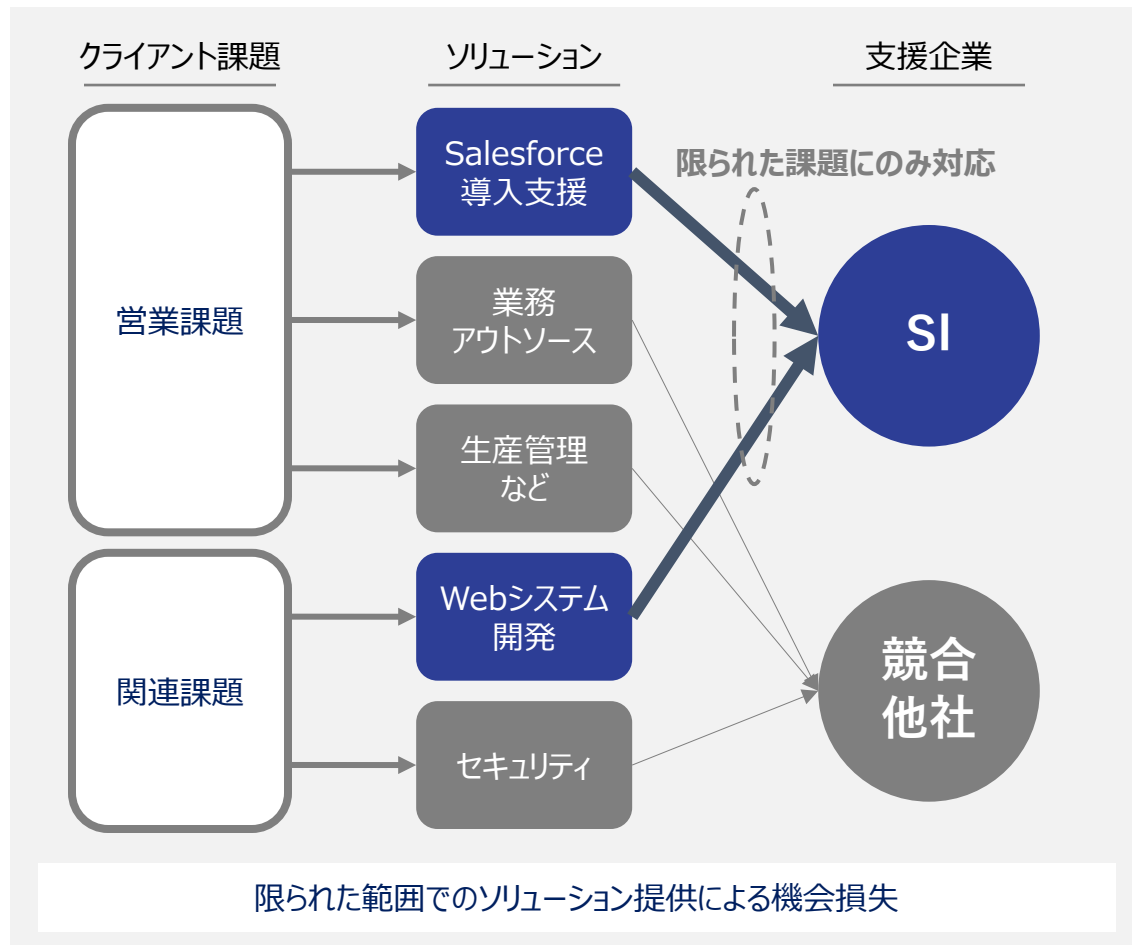 クライアント課題
ソリューション
支援企業
Salesforce
導入支援
限られた課題にのみ対応
営業課題
業務
アウトソース
SI
生産管理
など
Webシステム
開発
関連課題
競合
他社
セキュリティ
限られた範囲でのソリューション提供による機会損失